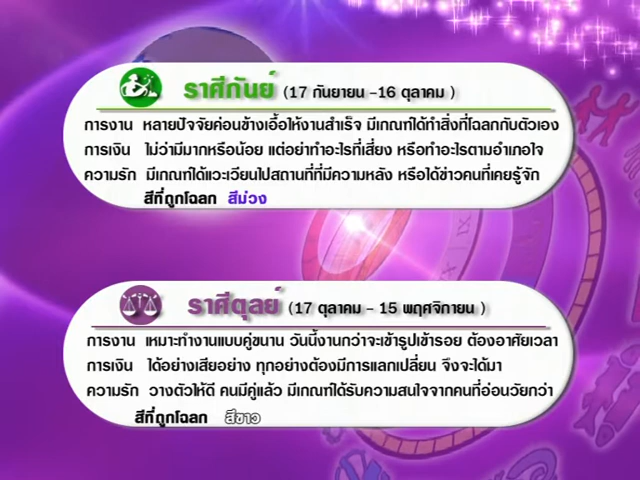 ราศีกันย์ (17 กันยายน -16 ตุลาคม )
การงาน หลายปัจจัยค่อนข้างเอื้อให้งานสำเร็จ มีเกณฑ์ได้ทำสิ่งที่โฉลกกับตัวเอง
การเงิน ไม่ว่ามีมากหรือน้อย แต่อย่าทำอะไรที่เสี่ยง หรือทำอะไรตามอำเภอใจ
ความรัก มีเกณฑ์ได้แวะเวียนไปสถานที่ที่มีความหลัง หรือได้ข่าวคนที่เคยรู้จัก
สีที่ถูกโฉลก สีม่วง
ราศีตุลย์ (17 ตุลาคม - 15 พฤศจิกายน )
การงาน เหมาะทำงานแบบคู่ขนาน วันนี้งานกว่าจะเข้ารูปเข้ารอย ต้องอาศัยเวลา
การเงิน ได้อย่างเสียอย่าง ทุกอย่างต้องมีการแลกเปลี่ยน จึงจะได้มา
ความรัก วางตัวให้ดี คนมีคู่แล้ว มีเกณฑ์ได้รับความสนใจจากคนที่อ่อนวัยกว่า
สีที่ถูกโฉลก สีขาว